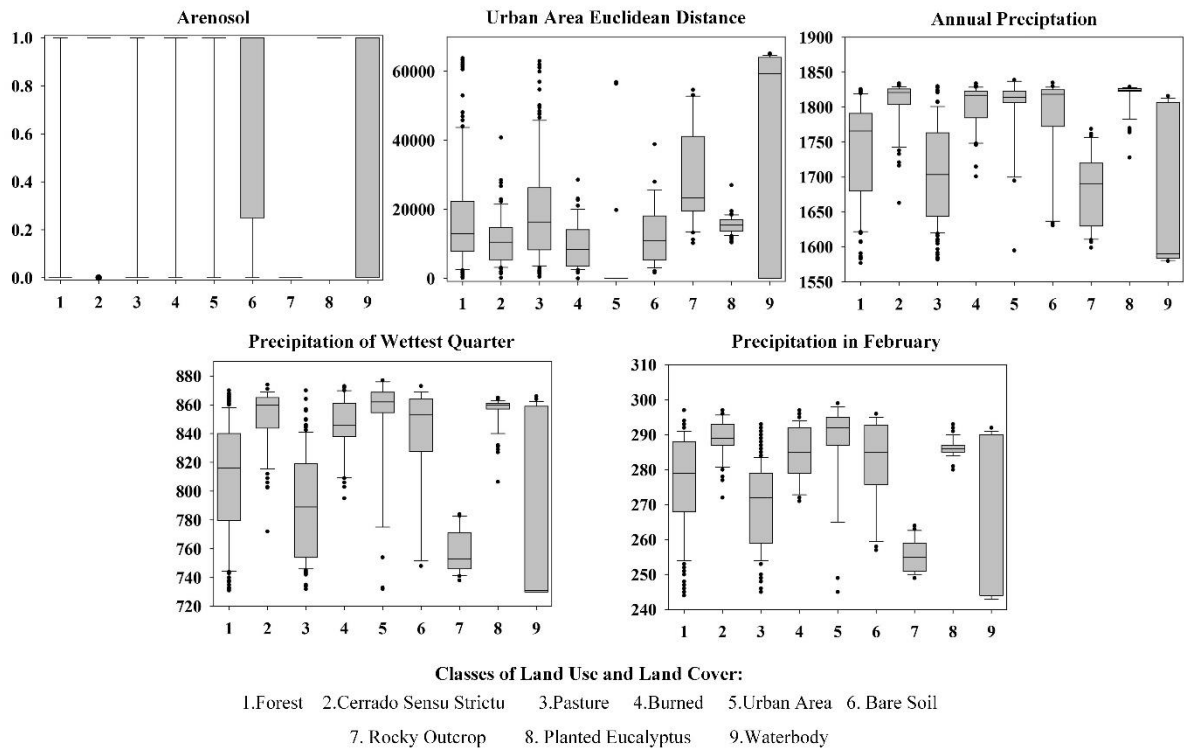 Arenosol
1.0
0.8
0.6
0.4
0.2
0.0
1 2 3 4 5 6 7 8 9
Urban Area Euclidean Distance
60000
40000
20000
0
1 2 3 4 5 6 7 8 9
Annual Preciptation
1900
1850
1800
1750
1700
1650
1600
1550
1 2 3 4 5 6 7 8 9
Precipitation of Wettest Quarter
880
860
840
820
800
780
760
740
720
1 2 3 4 5 6 7 8 9
Precipitation in February
310
300
290
280
270
260
250
240
1 2 3 4 5 6 7 8 9
Classes of Land Use and Land Cover:
1.Forest 2.Cerrado Sensu Strictu 3.Pasture 4.Burned 5.Urban Area 6. Bare Soil
7. Rocky Outcrop 8. Planted Eucalyptus 9.Waterbody